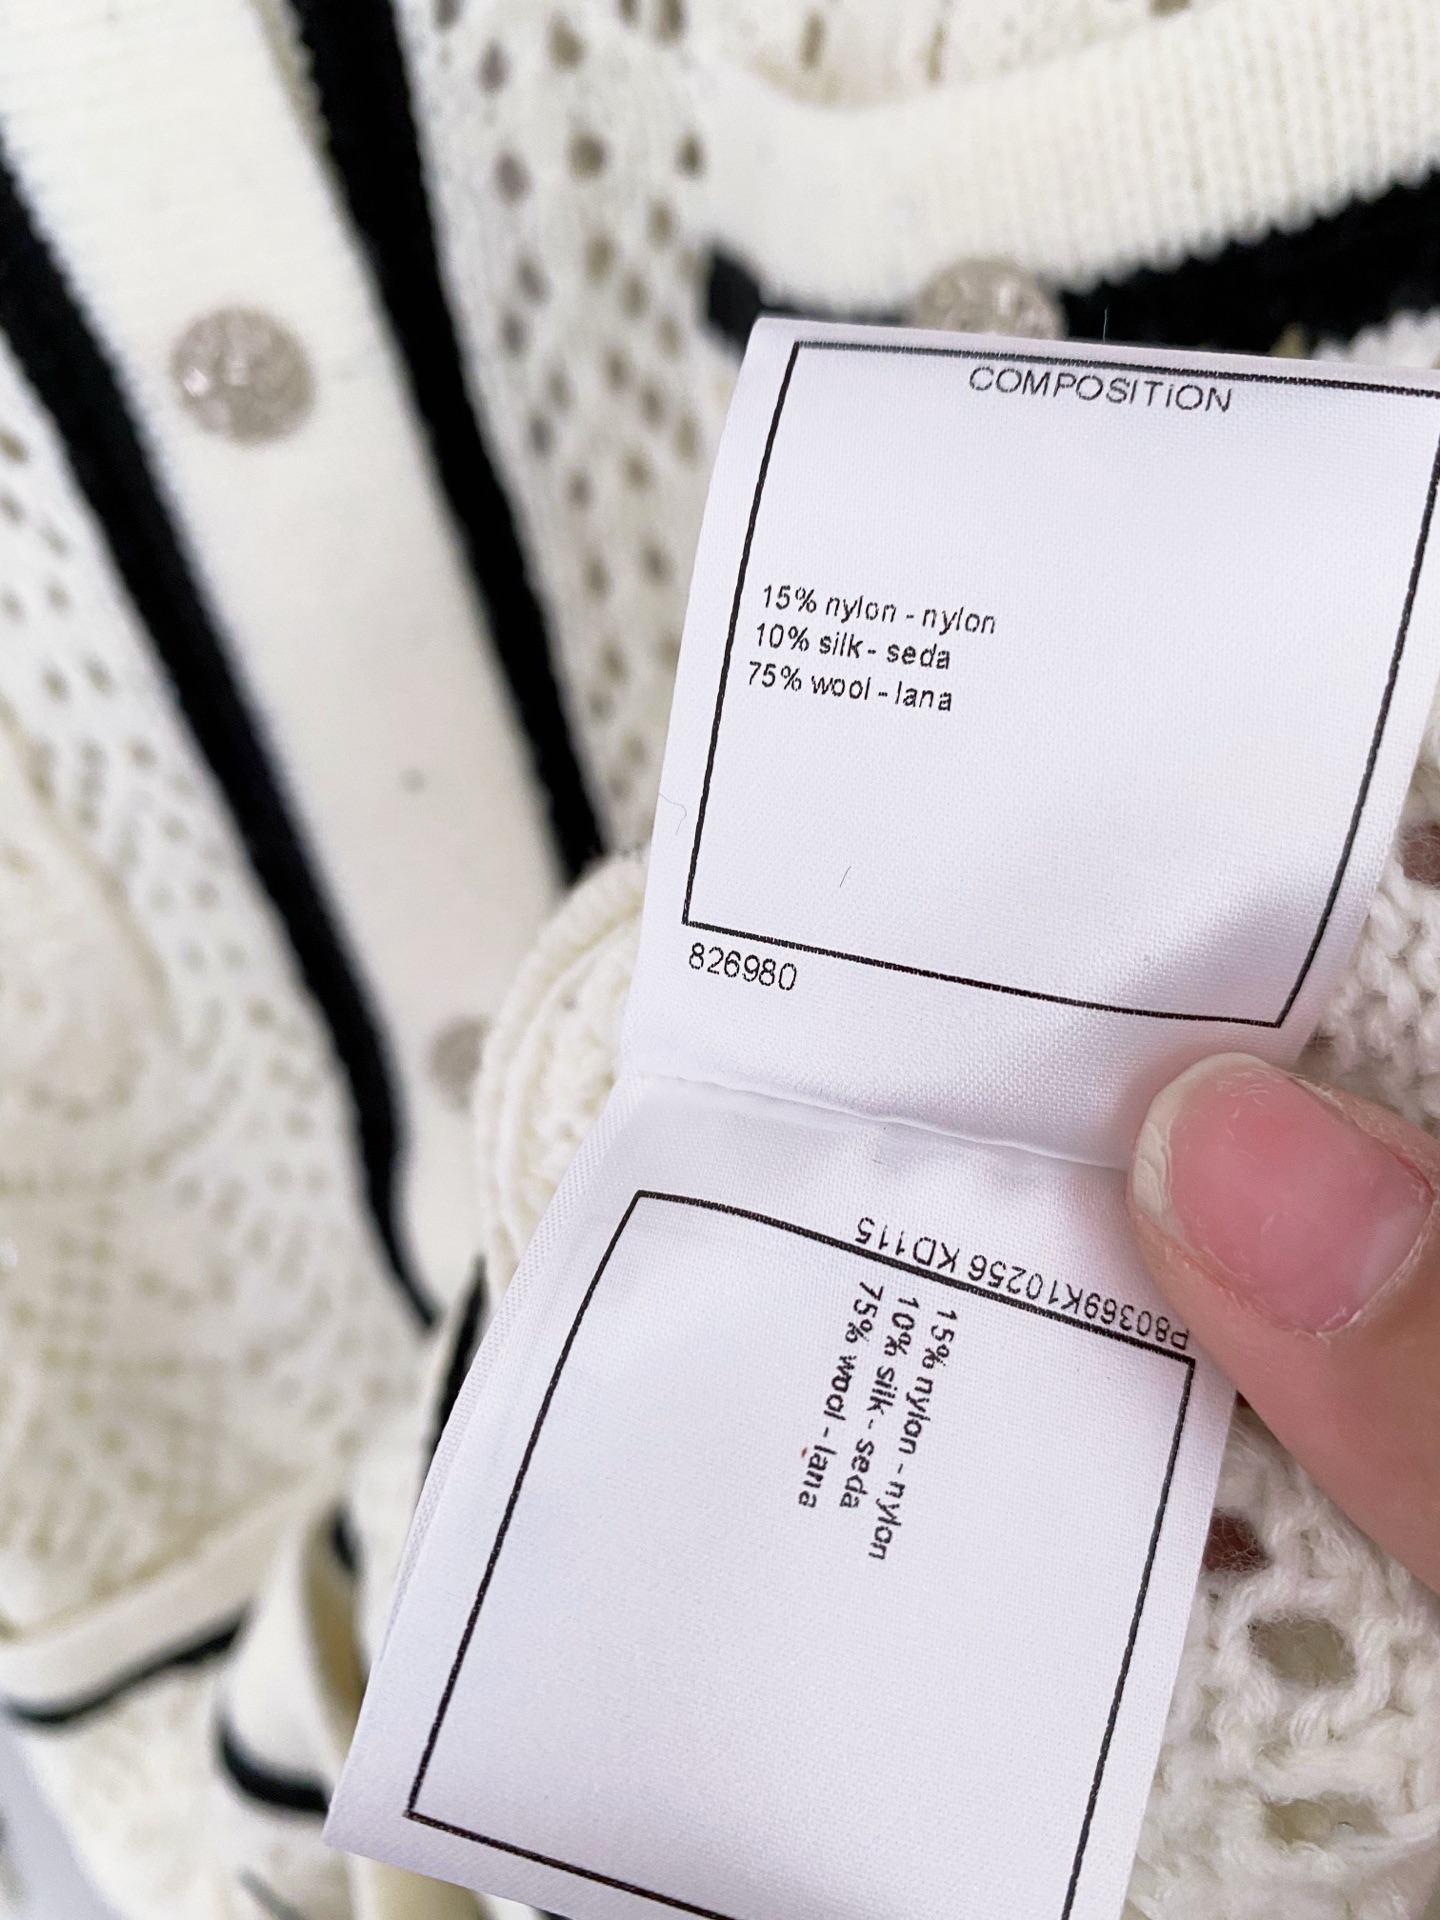 COMPOSITiON
15% nylon - nylon
10% silk - seda
75% wool - lana
826980
P80369K10256 KD115
15% nylon - nylon
10% silk - seda
75% wool - lana